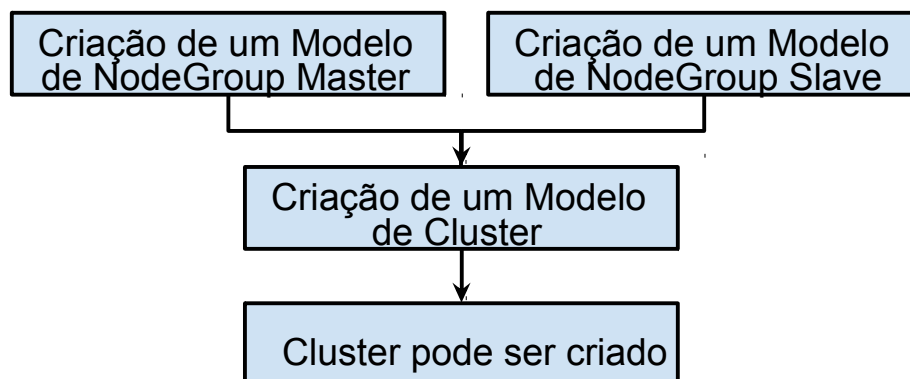 Criação de um Modelo
de NodeGroup Master
Criação de um Modelo
de NodeGroup Slave
Criação de um Modelo
de Cluster
Cluster pode ser criado